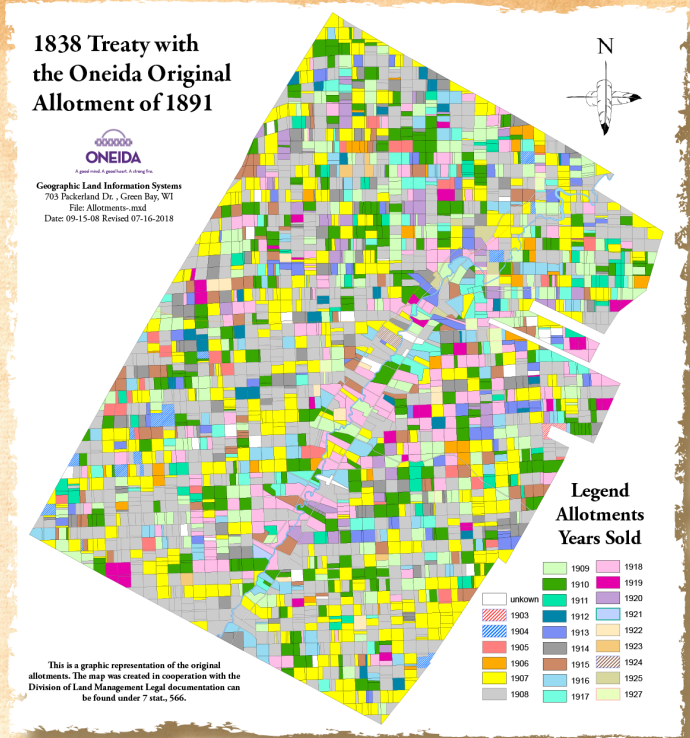 1838 Treaty with
the Oneida Original
Allotment of 1891
N
ONEIDA
A good mind. A good heart. A strong fire.
Geographic Land Information Systems
703 Packerland Dr. , Green Bay, WI
File: Allotments-.mxd
Date: 09-15-08 Revised 07-16-2018
Legend
Allotments
Years Sold
unkown
1903
1904
1905
1906
1907
1908
1909
1910
1911
1912
1913
1914
1915
1916
1917
1918
1919
1920
1921
1922
1923
1924
1925
1927
This is a graphic representation of the original
allotments. The map was created in cooperation with the
Division of Land Management Legal documentation can
be found under 7 stat., 566.